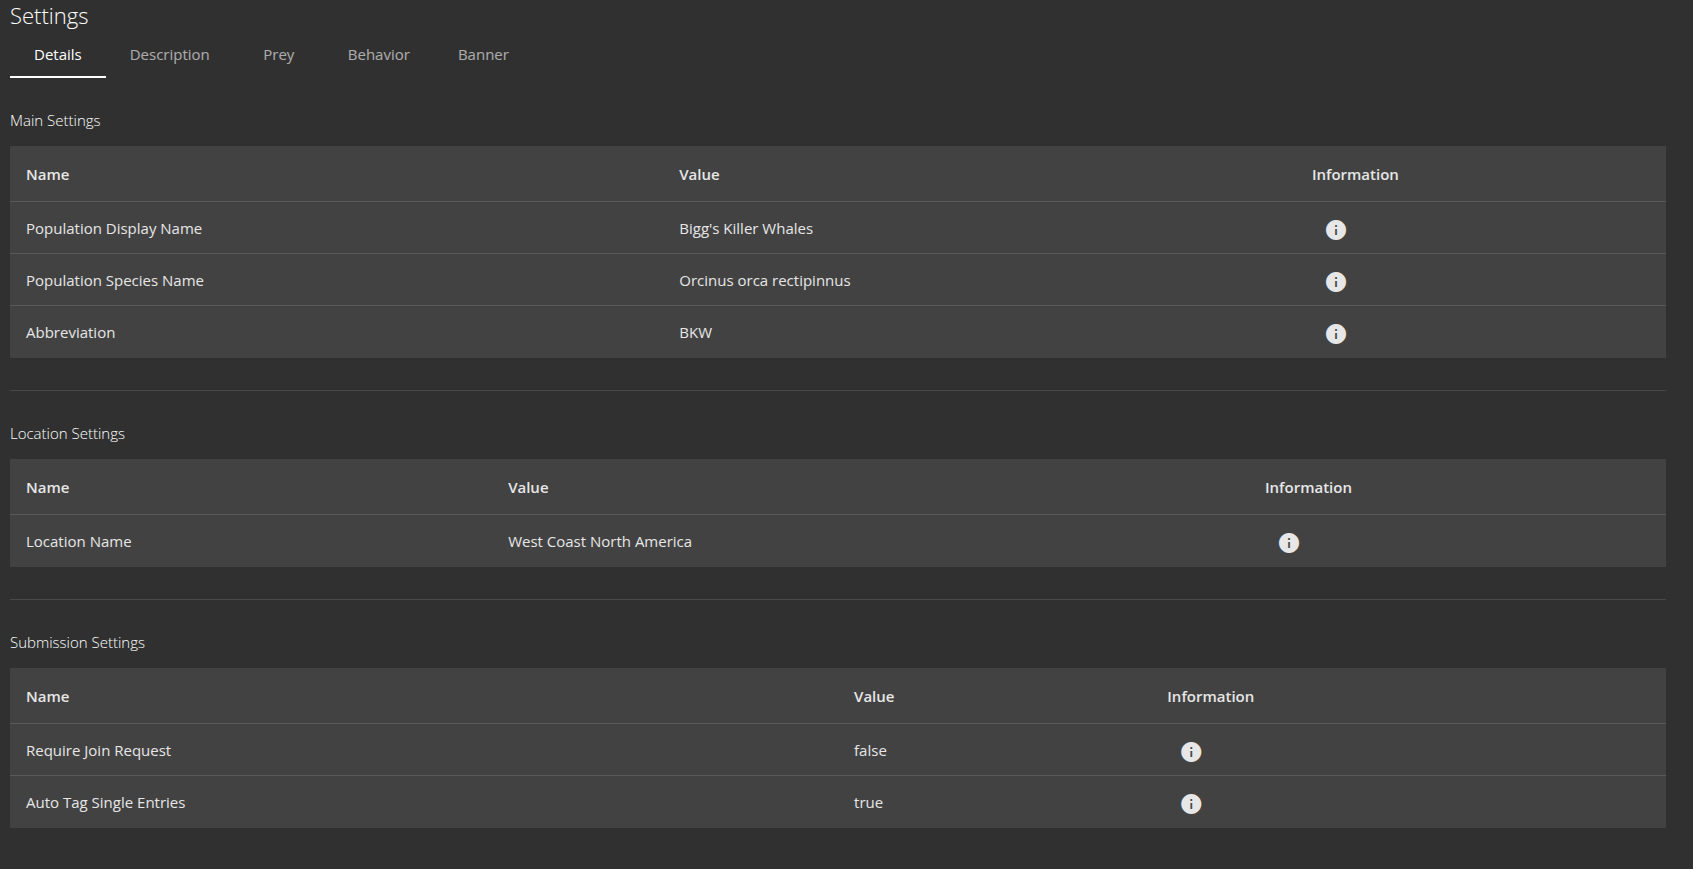 Settings
Details Description Prey Behavior Banner
Main Settings
Name Value Information
Population Display Name Bigg's Killer Whales
Population Species Name Orcinus orca rectipinnus
Abbreviation BKW
Location Settings
Name Value Information
Location Name West Coast North America
Submission Settings
Name Value Information
Require Join Request false
Auto Tag Single Entries true